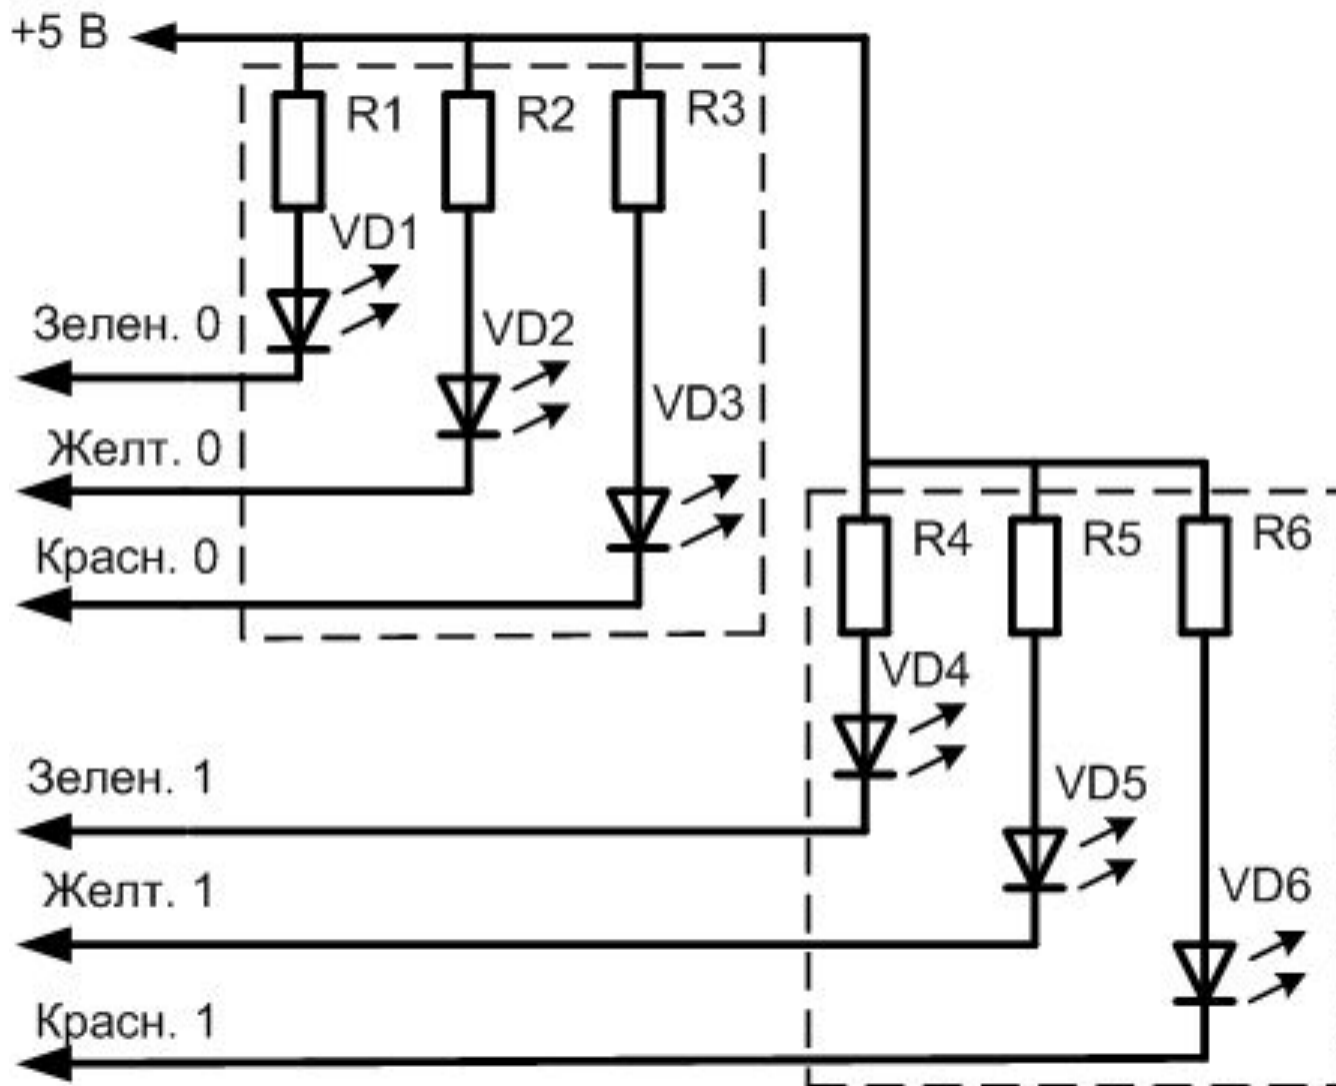 +5 В
R1
R2
R3
VD1
Зелен. 0
VD2
Желт. 0
VD3
Красн. 0
R4
R5
R6
VD4
Зелен. 1
VD5
Желт. 1
VD6
Красн. 1